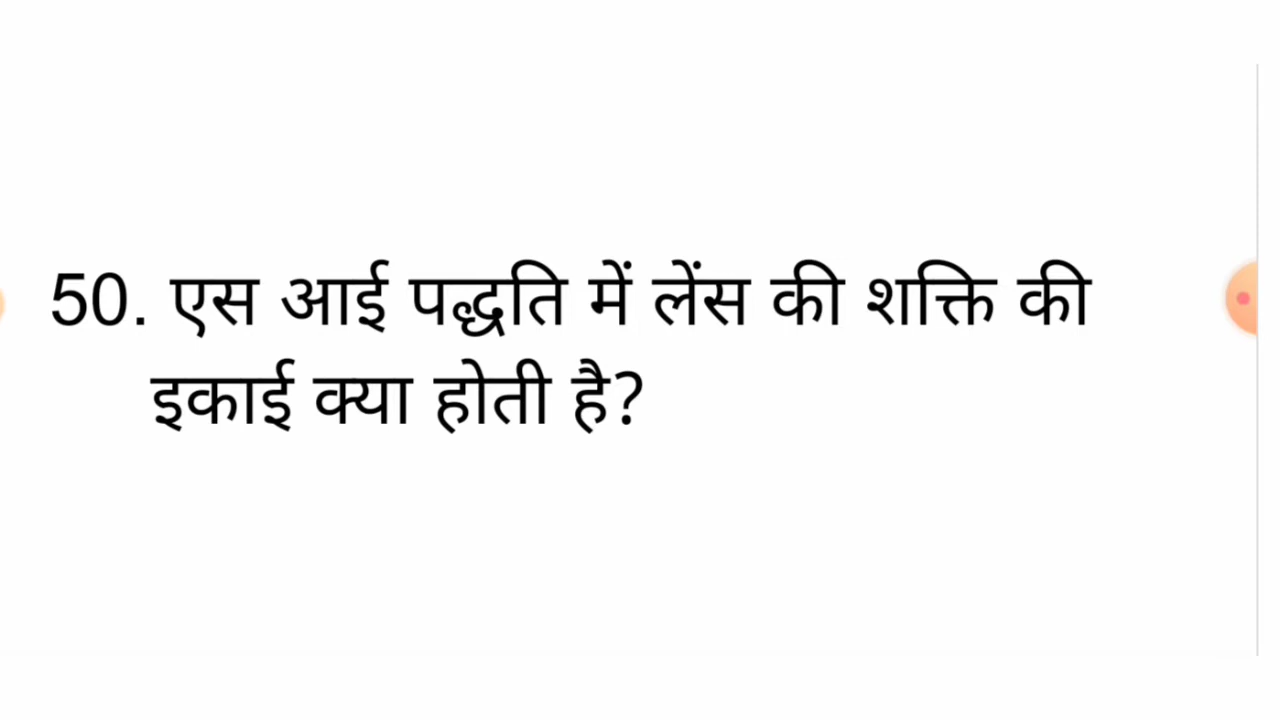 50. एस आई पद्धति में लेंस की शक्ति की
इकाई क्या होती है?